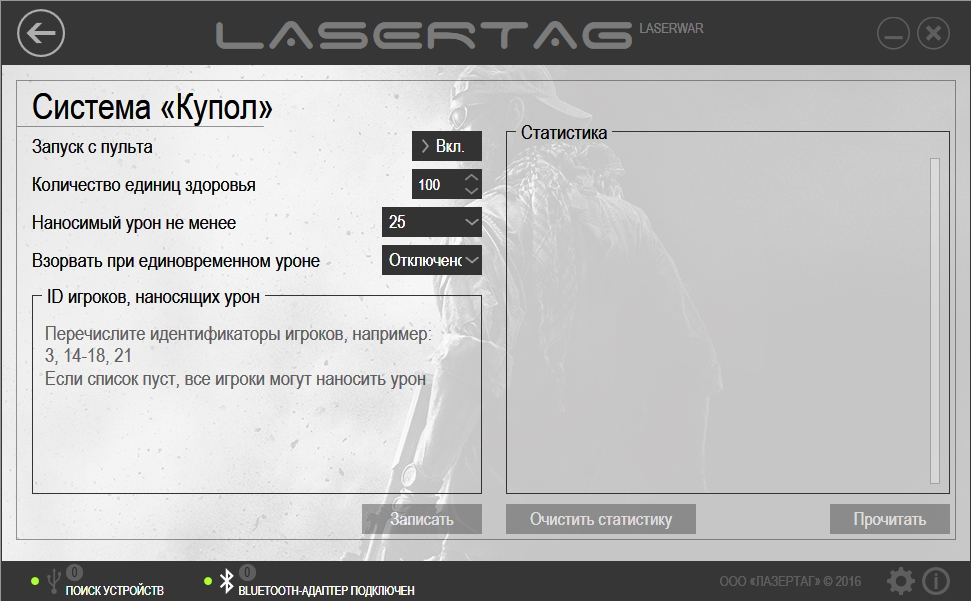 LASERTAG LASERWAR
Система «Купол»
Запуск с пульта
Вкл.
Количество единиц здоровья
100
Наносимый урон не менее
25
Взорвать при единовременном уроне
Отключенс
ID игроков, наносящих урон
Перечислите идентификаторы игроков, например:
3, 14-18, 21
Если список пуст, все игроки могут наносить урон
Записать
Статистика
Очистить статистику
Прочитать
0
ПОИСК УСТРОЙСТВ
0
BLUETOOTH-АДАПТЕР ПОДКЛЮЧЕН
ООО «ЛАЗЕРТАГ» © 2016